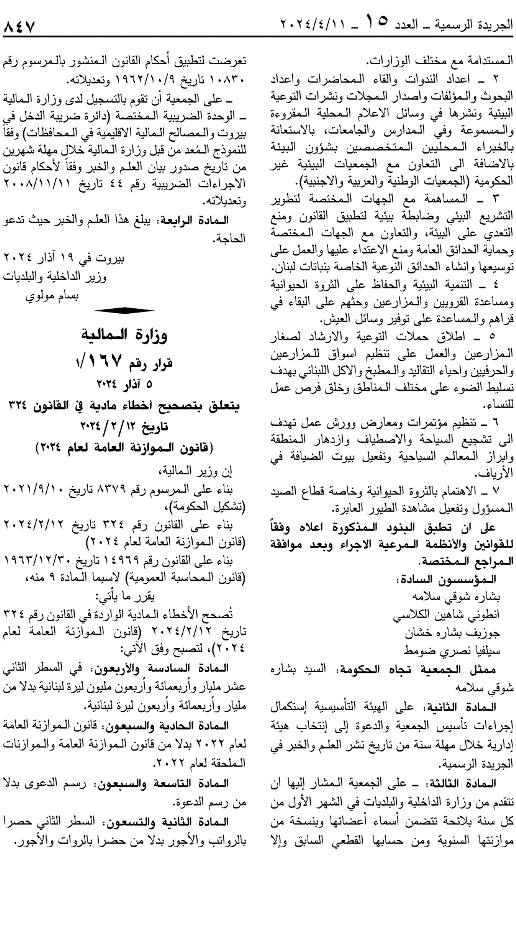 الجريدة الرسمية ـ العدد ١٥ ـ ٢٠٢٤/٤/١١
٨٤٧
المستدامة مع مختلف الوزارات.
٢ ـ اعداد الندوات والقاء المحاضرات واعداد
البحوث والمؤلفات واصدار المجلات ونشرات التوعية
البيئية ونشرها في وسائل الاعلام المحلية المقروءة
والمسموعة وفي المدارس والجامعات، بالاستعانة
بالخبراء المحليين المتخصصين بشؤون البيئة
بالاضافة الى التعاون مع الجمعيات البيئية غير
الحكومية (الجمعيات الوطنية والعربية والاجنبية).
٣ ـ المساهمة مع الجهات المختصة لتطوير
التشريع البيئي وضابطة بيئية لتطبيق القانون ومنع
التعدي على البيئة، والتعاون مع الجهات المختصة
وحماية الحدائق العامة ومنع الاعتداء عليها والعمل على
توسيعها وانشاء الحدائق النوعية الخاصة بنباتات لبنان.
٤ ـ التنمية البيئية والحفاظ على الثروة الحيوانية
ومساعدة القرويين والمزارعين وحثهم على البقاء في
قراهم والمساعدة على توفير وسائل العيش.
٥ ـ اطلاق حملات التوعية والارشاد لصغار
المزارعين والعمل على تنظيم اسواق للمزارعين
والحرفيين واحياء التقاليد والمطبخ والاكل اللبناني بهدف
تسليط الضوء على مختلف المناطق وخلق فرص عمل
للنساء.
٦ ـ تنظيم مؤتمرات ومعارض وورش عمل تهدف
الى تشجيع السياحة والاصطياف وازدهار المنطقة
وابراز المعالم السياحية وتفعيل بيوت الضيافة في
الأرياف.
٧ ـ الاهتمام بالثروة الحيوانية وخاصة قطاع الصيد
المسؤول وتفعيل مشاهدة الطيور العابرة.
على ان تطبق البنود المذكورة اعلاه وفقاً
للقوانين والأنظمة المرعية الاجراء وبعد موافقة
المراجع المختصة.
المؤسسون السادة:
بشاره شوقي سلامه
انطوني شاهين الكلاسي
جوزيف بشاره خشان
سيلفيا نصري ضومط
ممثل الجمعية تجاه الحكومة: السيد بشاره
شوقي سلامه
المادة الثانية: على الهيئة التأسيسية إستكمال
إجراءات تأسيس الجمعية والدعوة إلى إنتخاب هيئة
إدارية خلال مهلة سنة من تاريخ نشر العلم والخبر في
الجريدة الرسمية.
المادة الثالثة: ـ على الجمعية المشار إليها ان
تتقدم من وزارة الداخلية والبلديات في الشهر الأول من
كل سنة بلائحة تتضمن أسماء أعضائها وبنسخة من
موازنتها السنوية ومن حسابها القطعي السابق وإلا
تعرضت لتطبيق أحكام القانون المنشور بالمرسوم رقم
١٠٨٣٠ تاريخ ١٩٦٢/١٠/٩ وتعديلاته.
ـ على الجمعية أن تقوم بالتسجيل لدى وزارة المالية
ـ الوحدة الضريبية المختصة (دائرة ضريبة الدخل في
بيروت والمصالح المالية الاقليمية في المحافظات) وفقاً
للنموذج المُعد من قبل وزارة المالية خلال مهلة شهرين
من تاريخ صدور بيان العلم والخبر وفقاً لأحكام قانون
الاجراءات الضريبية رقم ٤٤ تاريخ ٢٠٠٨/١١/١١
وتعديلاته.
المادة الرابعة: يبلغ هذا العلم والخبر حيث تدعو
الحاجة.
بيروت في ١٩ آذار ٢٠٢٤
وزير الداخلية والبلديات
بسام مولوي
وزارة المالية
قرار رقم ١/١٦٧
٥ آذار ٢٠٢٤
يتعلق بتصحيح أخطاء مادية في القانون ٣٢٤
تاريخ ٢٠٢٤/٢/١٢
(قانون الموازنة العامة لعام ٢٠٢٤)
إن وزير المالية،
بناء على المرسوم رقم ٨٣٧٩ تاريخ ٢٠٢١/٩/١٠
(تشكيل الحكومة)،
بناء على القانون رقم ٣٢٤ تاريخ ٢٠٢٤/٢/١٢
(قانون الموازنة العامة لعام ٢٠٢٤)
بناء على القانون رقم ١٤٩٦٩ تاريخ ١٩٦٣/١٢/٣٠
(قانون المحاسبة العمومية) لاسيما المادة ٩ منه،
يقرر ما يأتي:
تُصحح الأخطاء المادية الواردة في القانون رقم ٣٢٤
تاريخ ٢٠٢٤/٢/١٢ (قانون الموازنة العامة لعام
٢٠٢٤)، لتصبح وفق الآتي:
المادة السادسة والأربعون: في السطر الثاني
عشر مليار وأربعمائة وأربعون مليون ليرة لبنانية بدلا من
مليار وأربعمائة وأربعون ليرة لبنانية.
المادة الحادية والسبعون: قانون الموازنة العامة
لعام ٢٠٢٢ بدلا من قانون الموازنة العامة والموازنات
الملحقة لعام ٢٠٢٢.
المادة التاسعة والسبعون: رسم الدعوى بدلا
من رسم الدعوة.
المادة الثانية والتسعون: السطر الثاني حصرا
بالرواتب والأجور بدلا من حضرا بالروات والأجور.